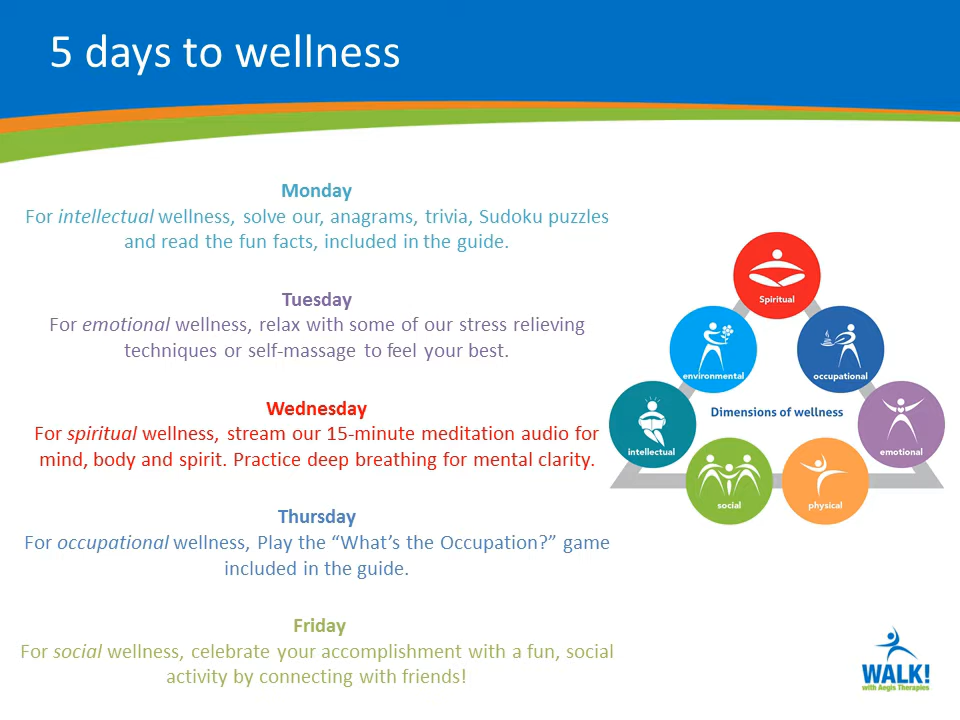 5 days to wellness
Monday
For intellectual wellness, solve our, anagrams, trivia, Sudoku puzzles
and read the fun facts, included in the guide.
Tuesday
For emotional wellness, relax with some of our stress relieving
techniques or self-massage to feel your best.
Wednesday
For spiritual wellness, stream our 15-minute meditation audio for
mind, body and spirit. Practice deep breathing for mental clarity.
Thursday
For occupational wellness, Play the “What’s the Occupation?” game
included in the guide.
Friday
For social wellness, celebrate your accomplishment with a fun, social
activity by connecting with friends!
Spiritual
environmental
occupational
Dimensions of wellness
intellectual
emotional
social
physical
WALK!
with Aegis Therapies